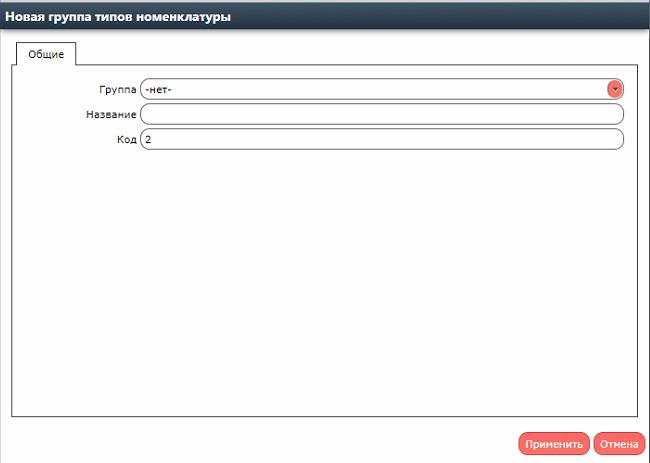 Новая группа типов номенклатуры
Общие
Группа -нет-
Название
Код 2
Применить Отмена